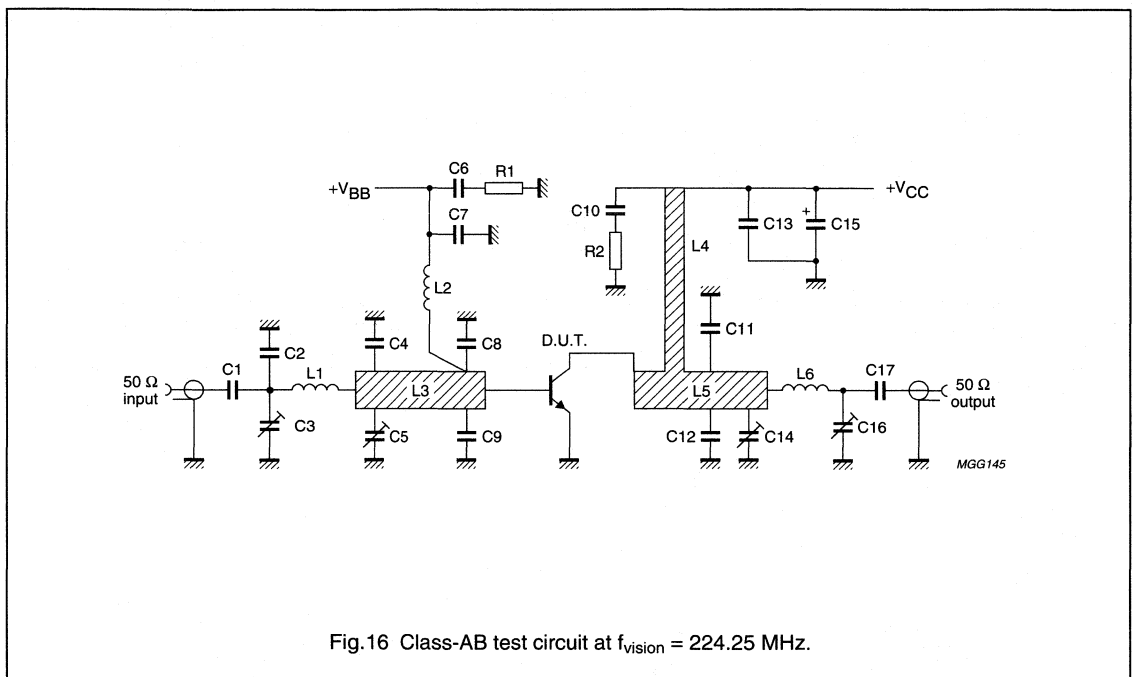 C6 R1
+VBB
C7
C10
R2
L4
C13
+
C15
+VCC
L2
C4
C8
D.U.T.
C11
C2
50 Ω
input
C1
L1
L3
L5
L6
C17
50 Ω
output
C3
C5
C9
C12
C14
C16
MGG145
Fig.16 Class-AB test circuit at fvision = 224.25 MHz.